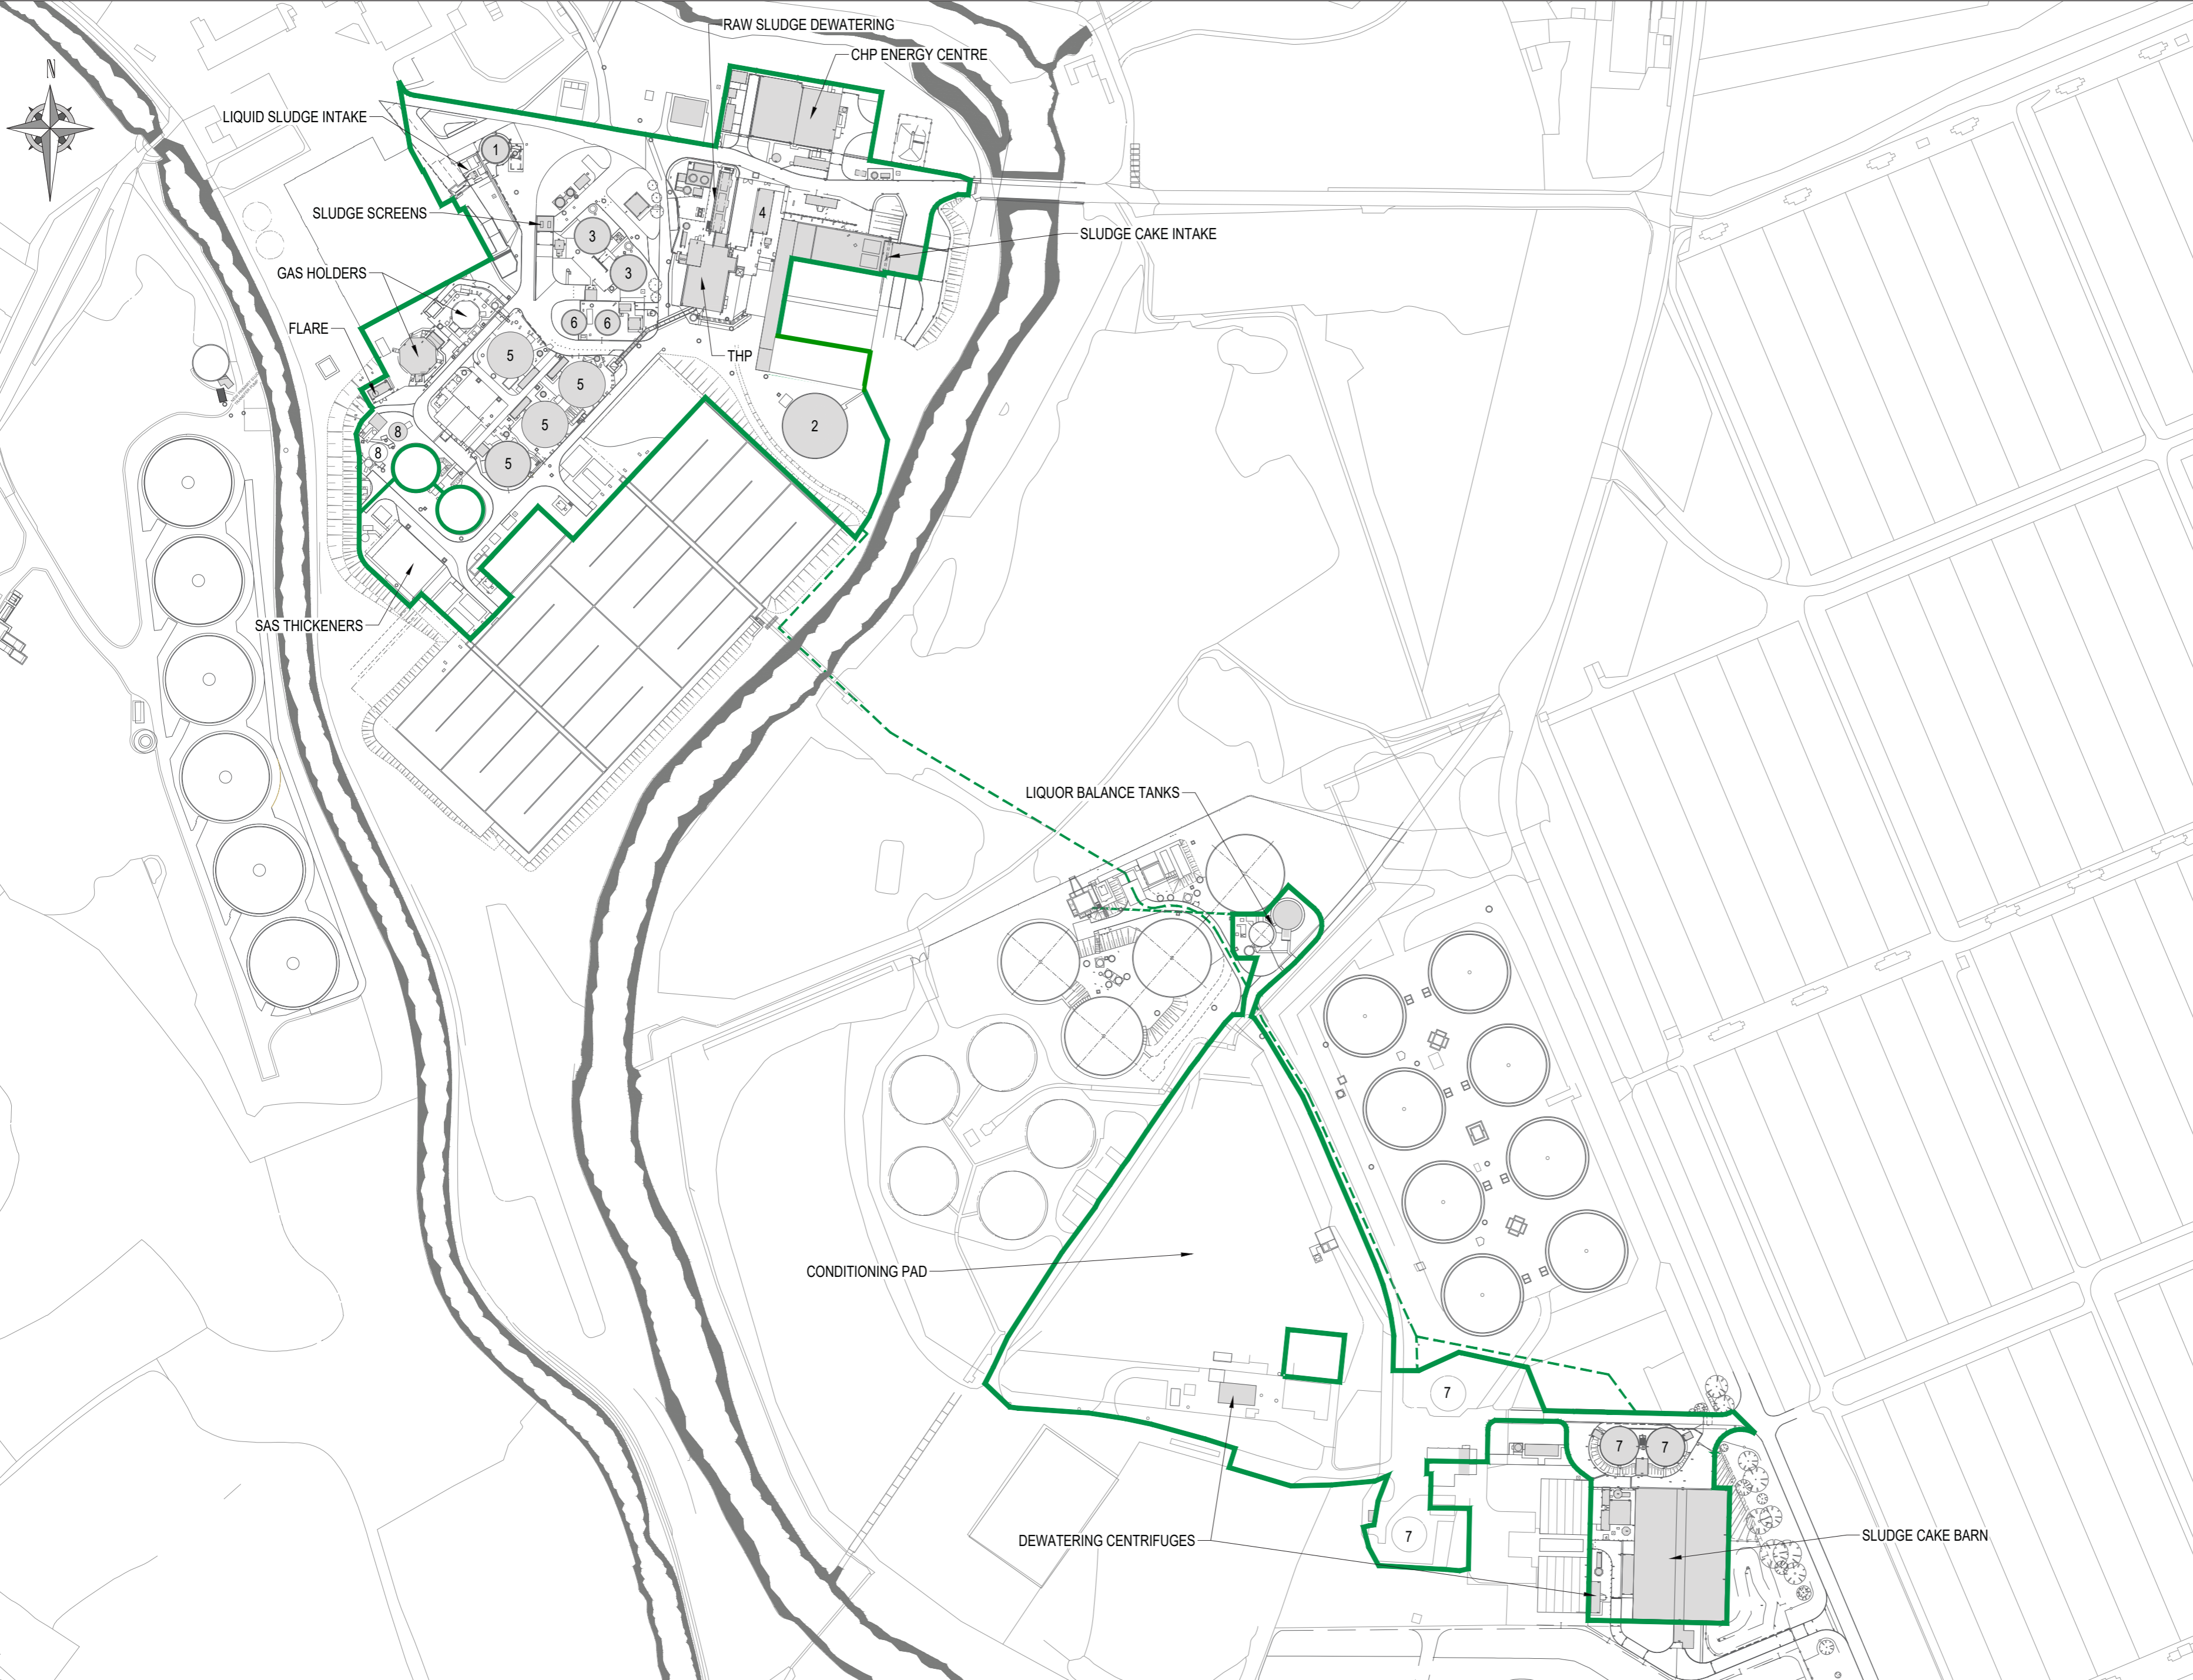 RAW SLUDGE DEWATERING
CHP ENERGY CENTRE
N
LIQUID SLUDGE INTAKE
1
SLUDGE SCREENS
4
3
SLUDGE CAKE INTAKE
3
GAS HOLDERS
FLARE
6
6
5
THP
5
2
5
8
8
5
SAS THICKENERS
LIQUOR BALANCE TANKS
CONDITIONING PAD
7
7
7
7
DEWATERING CENTRIFUGES
SLUDGE CAKE BARN